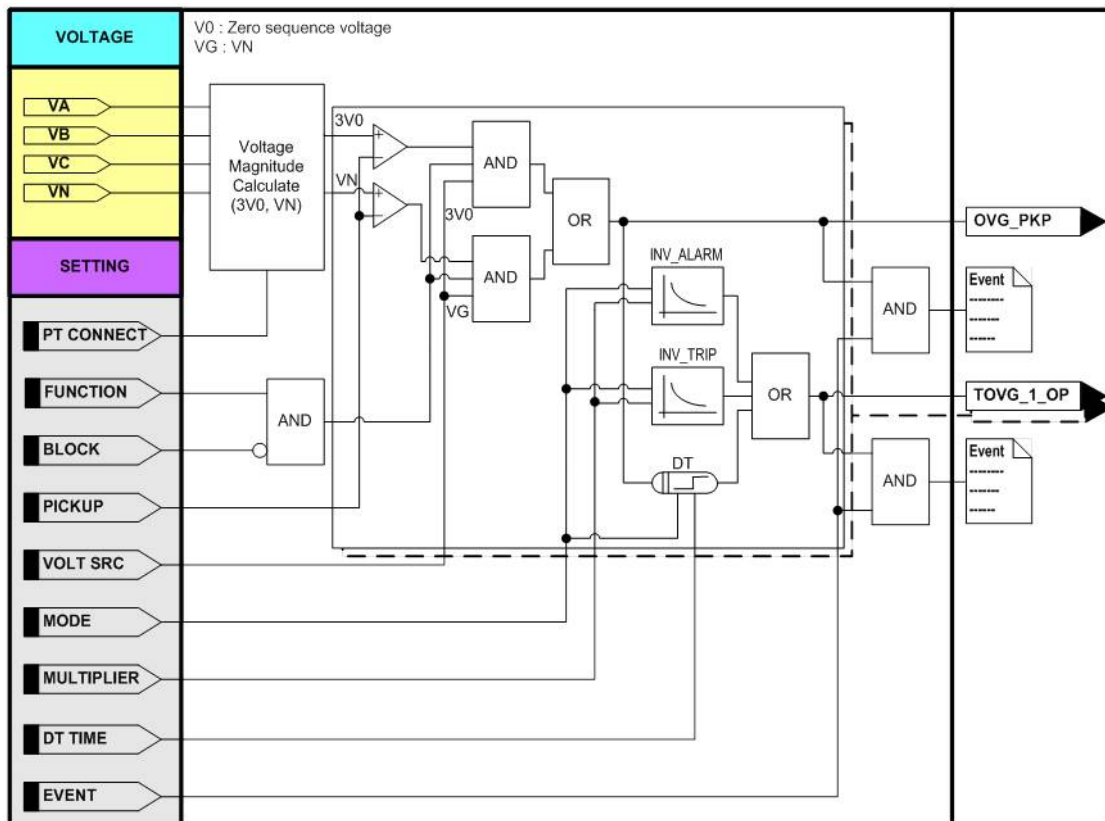 VOLTAGE
V0 : Zero sequence voltage
VG : VN
VA
VB
VC
VN
Voltage
Magnitude
Calculate
(3V0, VN)
3V0
VN
3V0
VG
AND
AND
OR
OVG_PKP
SETTING
INV_ALARM
INV_TRIP
DT
OR
AND
Event
--------
-------
------
TOVG_1_OP
AND
Event
--------
-------
------
PT CONNECT
FUNCTION
AND
BLOCK
PICKUP
VOLT SRC
MODE
MULTIPLIER
DT TIME
EVENT